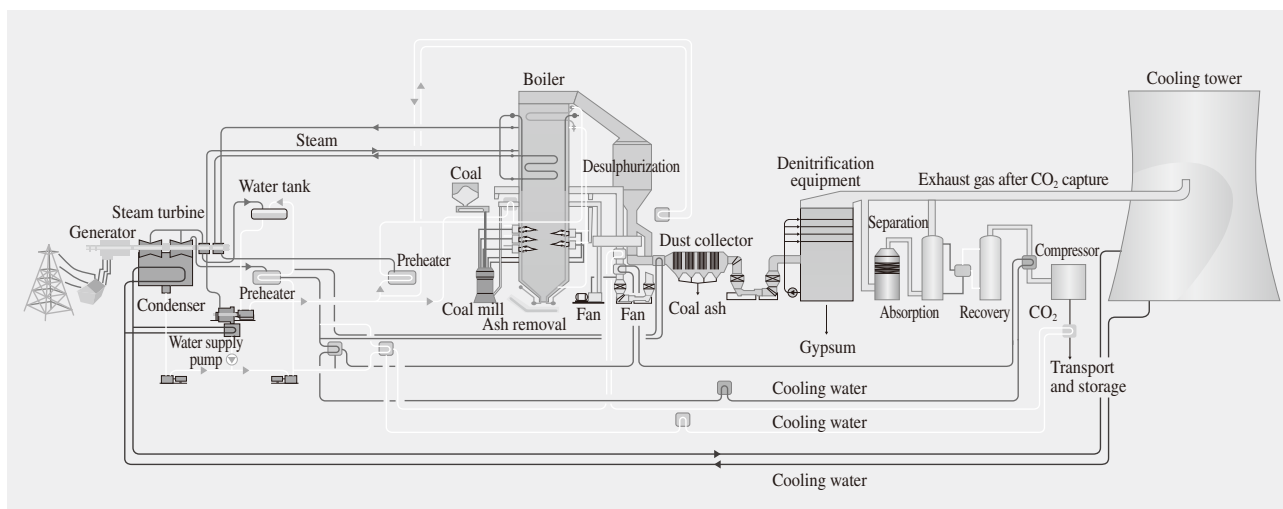 Boiler
Cooling tower
Steam
Desulphurization
Denitrification
equipment
Coal
Exhaust gas after CO₂ capture
Water tank
Steam turbine
Separation
Generator
Dust collector
Compressor
Preheater
Preheater
Condenser
Coal mill
Ash removal
Fan
Fan
Coal ash
Absorption
Recovery
CO₂
Water supply
pump
Gypsum
Transport
and storage
Cooling water
Cooling water
Cooling water